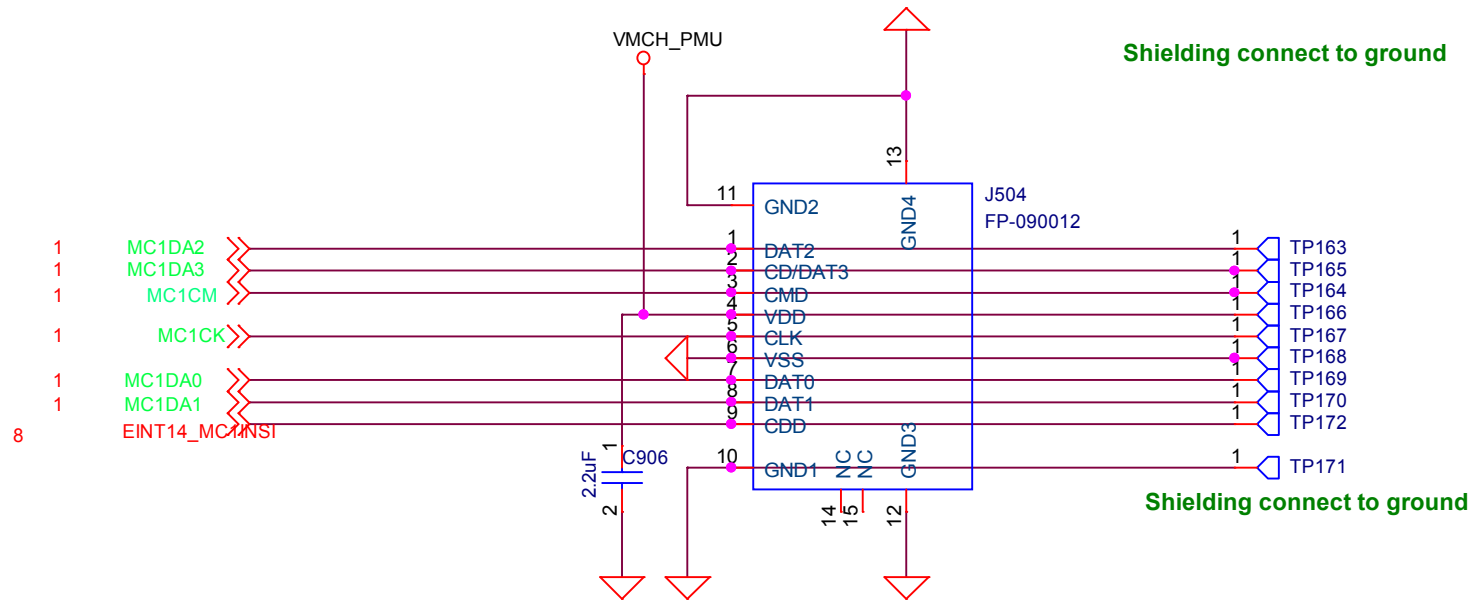 VMCH_PMU
Shielding connect to ground
13
11
GND2
GND4
J504
FP-090012
1 MC1DA2 1 DAT2 1 TP163
1 MC1DA3 2 CD/DAT3 1 TP165
1 MC1CM 3 CMD 1 TP164
4 VDD 1 TP166
1 MC1CK 5 CLK 1 TP167
6 VSS 1 TP168
1 MC1DA0 7 DAT0 1 TP169
1 MC1DA1 8 DAT1 1 TP170
8 EINT14_MC1INSI 9 CDD 1 TP172
1 C906
2.2uF
2
10 GND1 NC NC GND3 1 TP171
Shielding connect to ground
14 15 12